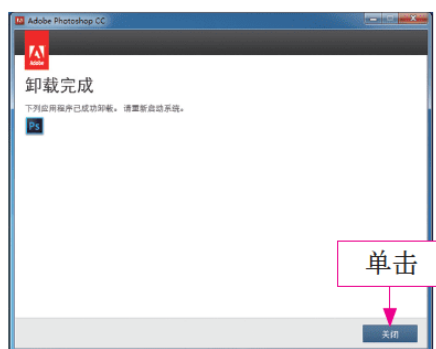 Adobe Photoshop CC
Adobe
卸载完成
下列应用程序已成功卸载。 请重新启动系统。
Ps
单击
关闭